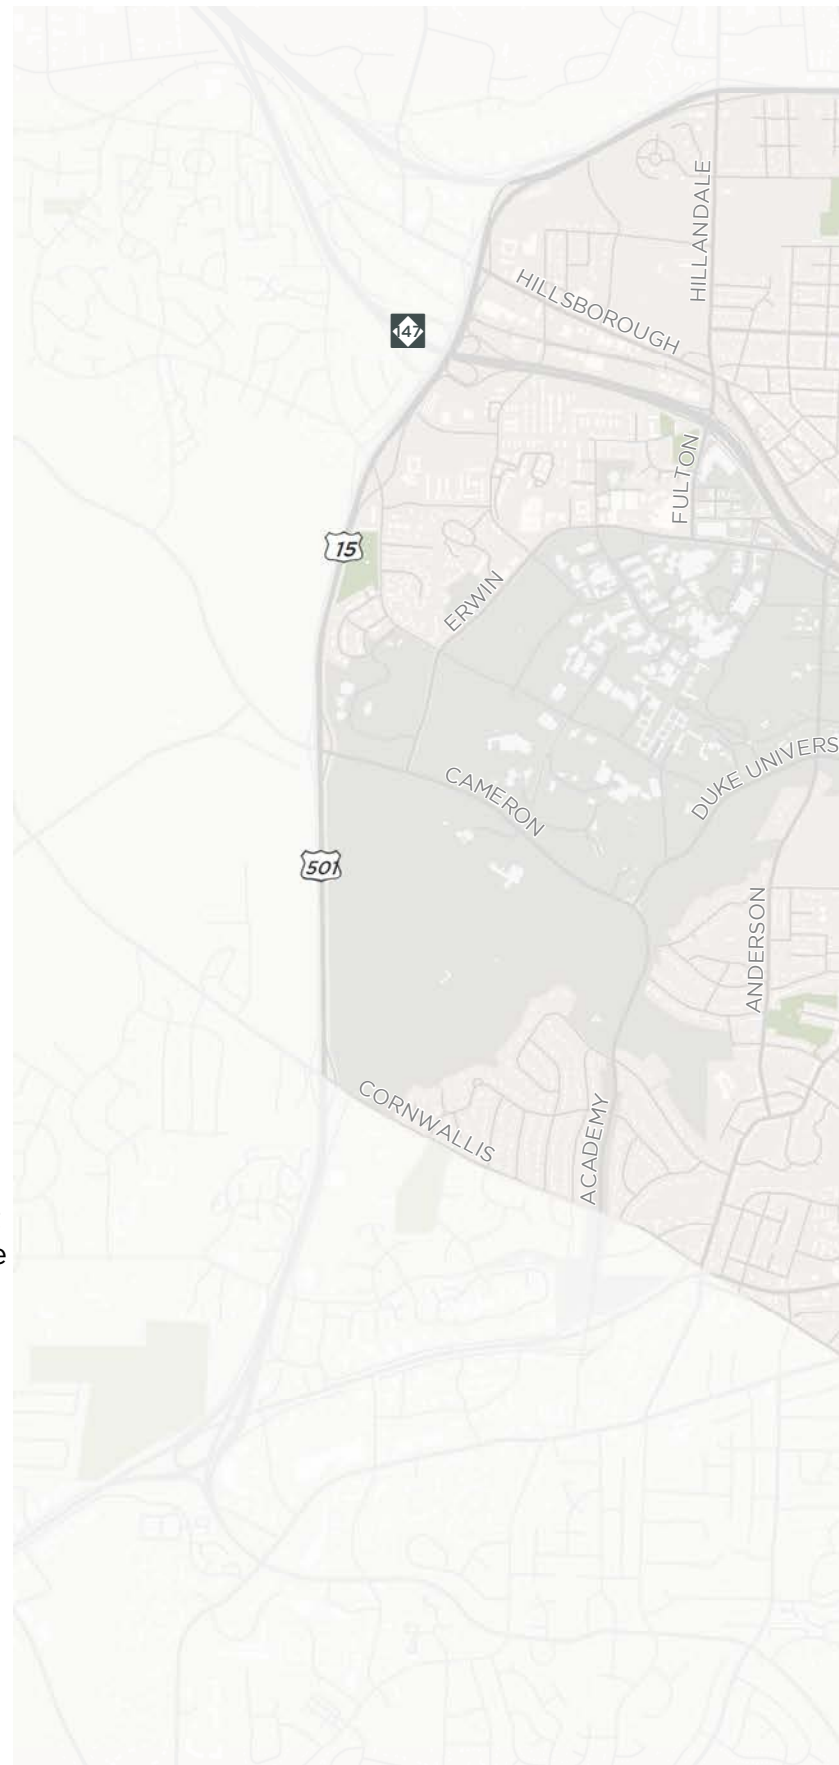 HILLANDALE
HILLSBOROUGH
147
FULTON
15
ERWIN
DUKE UNIVERS
CAMERON
501
ANDERSON
CORNWALLIS
ACADEMY
e